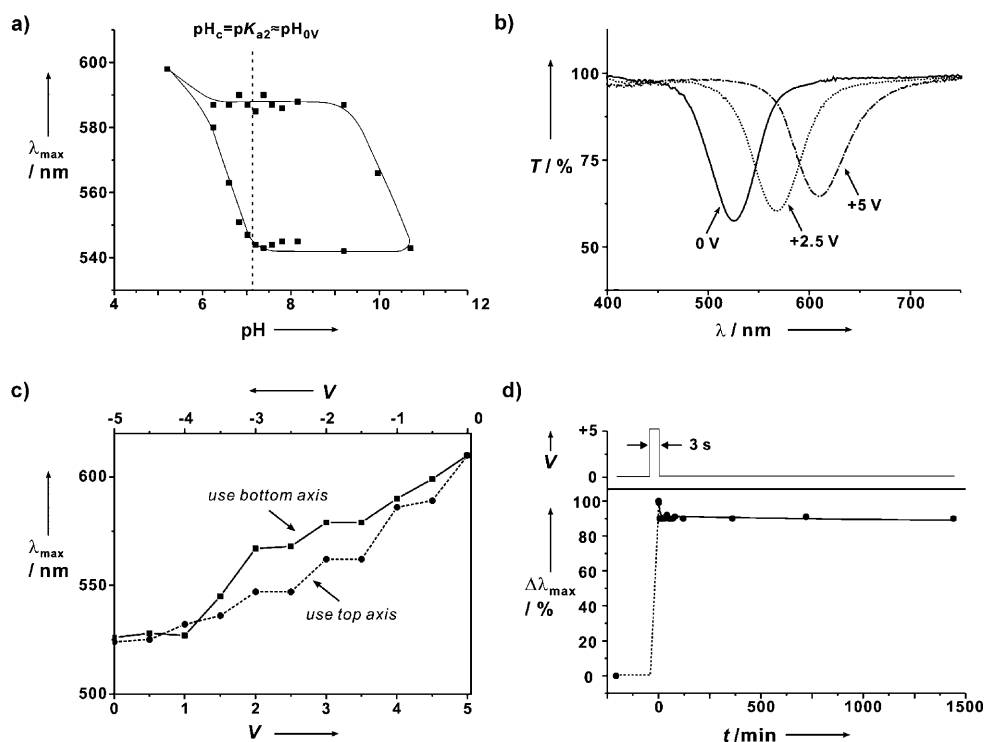 a)
pHc=pKa2≈pH0V
600
580
560
540
λmax
/ nm
4 6 8 10 12
pH
b)
100
75
50
T / %
0 V
+2.5 V
+5 V
400 500 600 700
λ / nm
c)
V
-5 -4 -3 -2 -1 0
600
550
500
λmax
/ nm
use bottom axis
use top axis
0 1 2 3 4 5
V
d)
+5
0
V
3 s
100
80
60
40
20
0
Δλmax
/ %
0 500 1000 1500
t /min